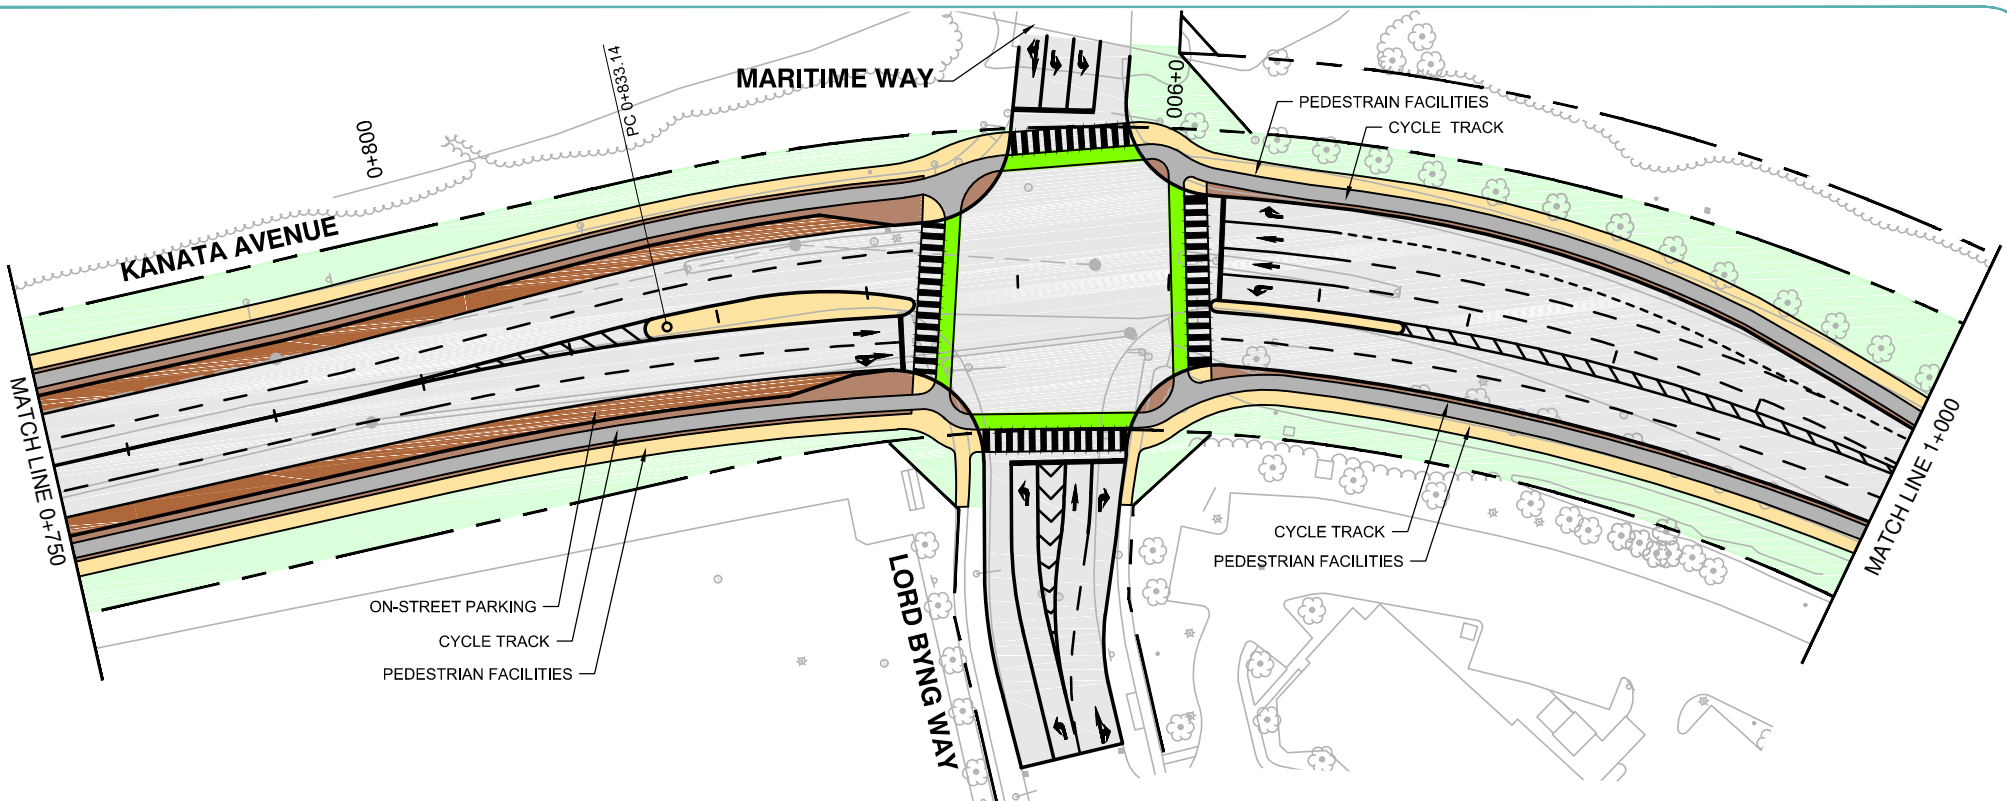 MARITIME WAY
PC 0+833.14
0+800
0+900
PEDESTRAIN FACILITIES
CYCLE TRACK
KANATA AVENUE
MATCH LINE 0+750
MATCH LINE 1+000
CYCLE TRACK
PEDESTRIAN FACILITIES
ON-STREET PARKING
CYCLE TRACK
PEDESTRIAN FACILITIES
LORD BYNG WAY